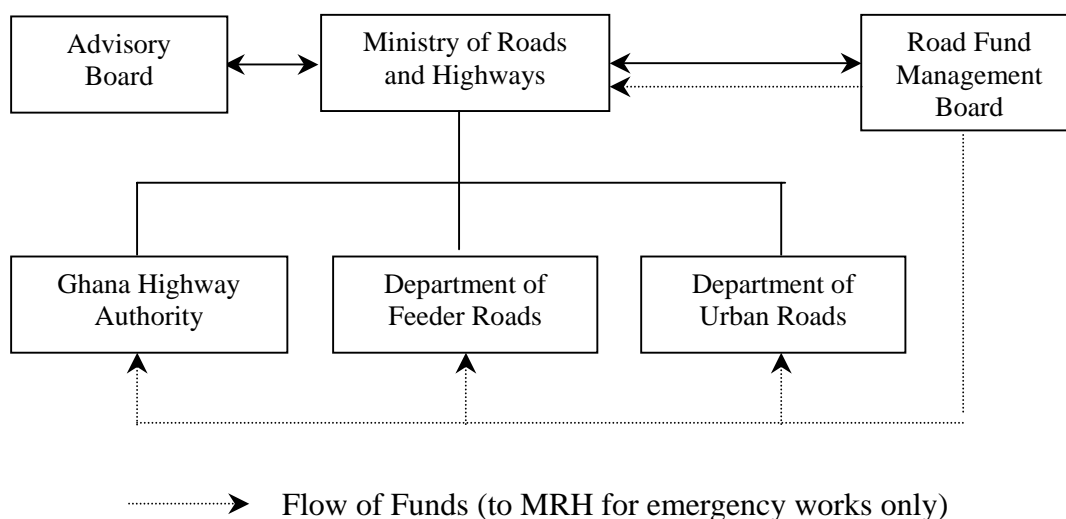 Advisory
Board
Ministry of Roads
and Highways
Road Fund
Management
Board
Ghana Highway
Authority
Department of
Feeder Roads
Department of
Urban Roads
Flow of Funds (to MRH for emergency works only)